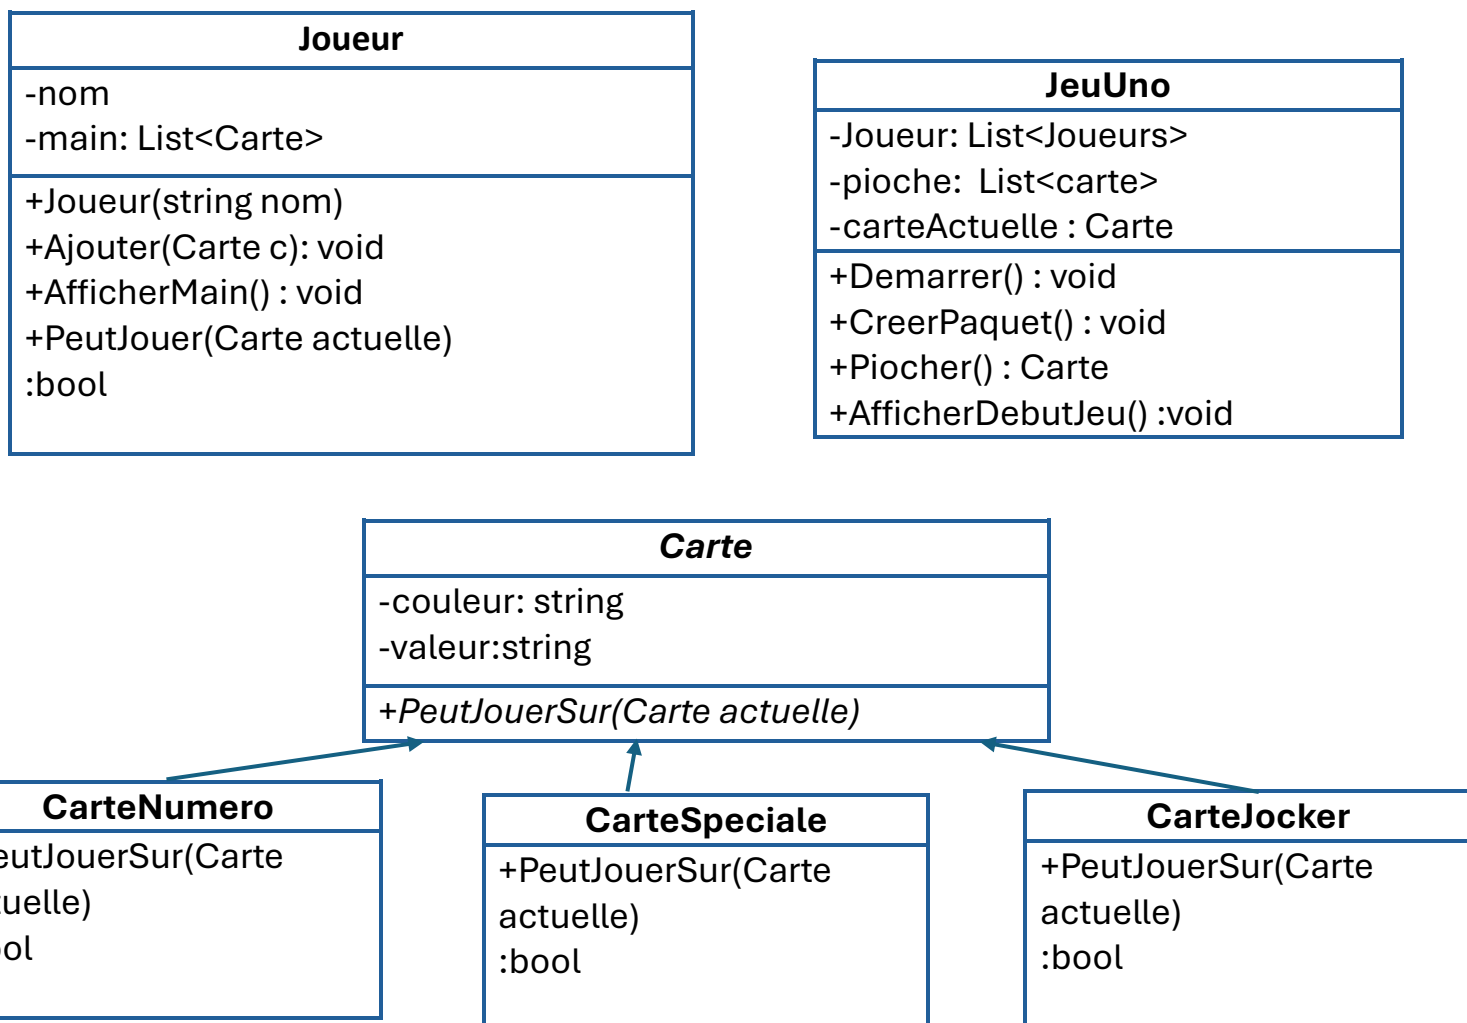 Joueur
-nom
-main: List<Carte>
+Joueur(string nom)
+Ajouter(Carte c): void
+AfficherMain() : void
+PeutJouer(Carte actuelle)
:bool
JeuUno
-Joueur: List<Joueurs>
-pioche:  List<carte>
-carteActuelle : Carte
+Demarrer() : void
+CreerPaquet() : void
+Piocher() : Carte
+AfficherDebutJeu() :void
Carte
-couleur: string
-valeur:string
+PeutJouerSur(Carte actuelle)
CarteNumero
eutJouerSur(Carte
uelle)
ol
CarteSpeciale
+PeutJouerSur(Carte
actuelle)
:bool
CarteJocker
+PeutJouerSur(Carte
actuelle)
:bool